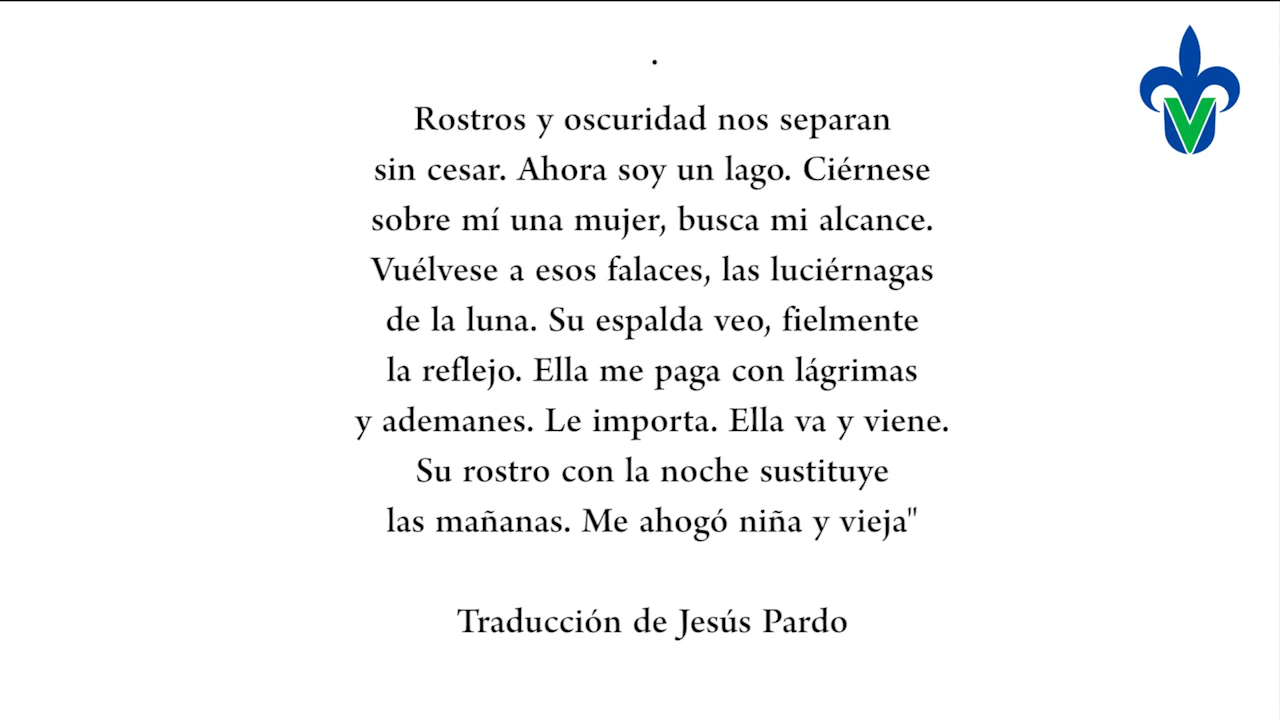 .
Rostros y oscuridad nos separan
sin cesar. Ahora soy un lago. Ciérnese
sobre mí una mujer, busca mi alcance.
Vuélvese a esos falaces, las luciérnagas
de la luna. Su espalda veo, fielmente
la reflejo. Ella me paga con lágrimas
y ademanes. Le importa. Ella va y viene.
Su rostro con la noche sustituye
las mañanas. Me ahogó niña y vieja"
Traducción de Jesús Pardo